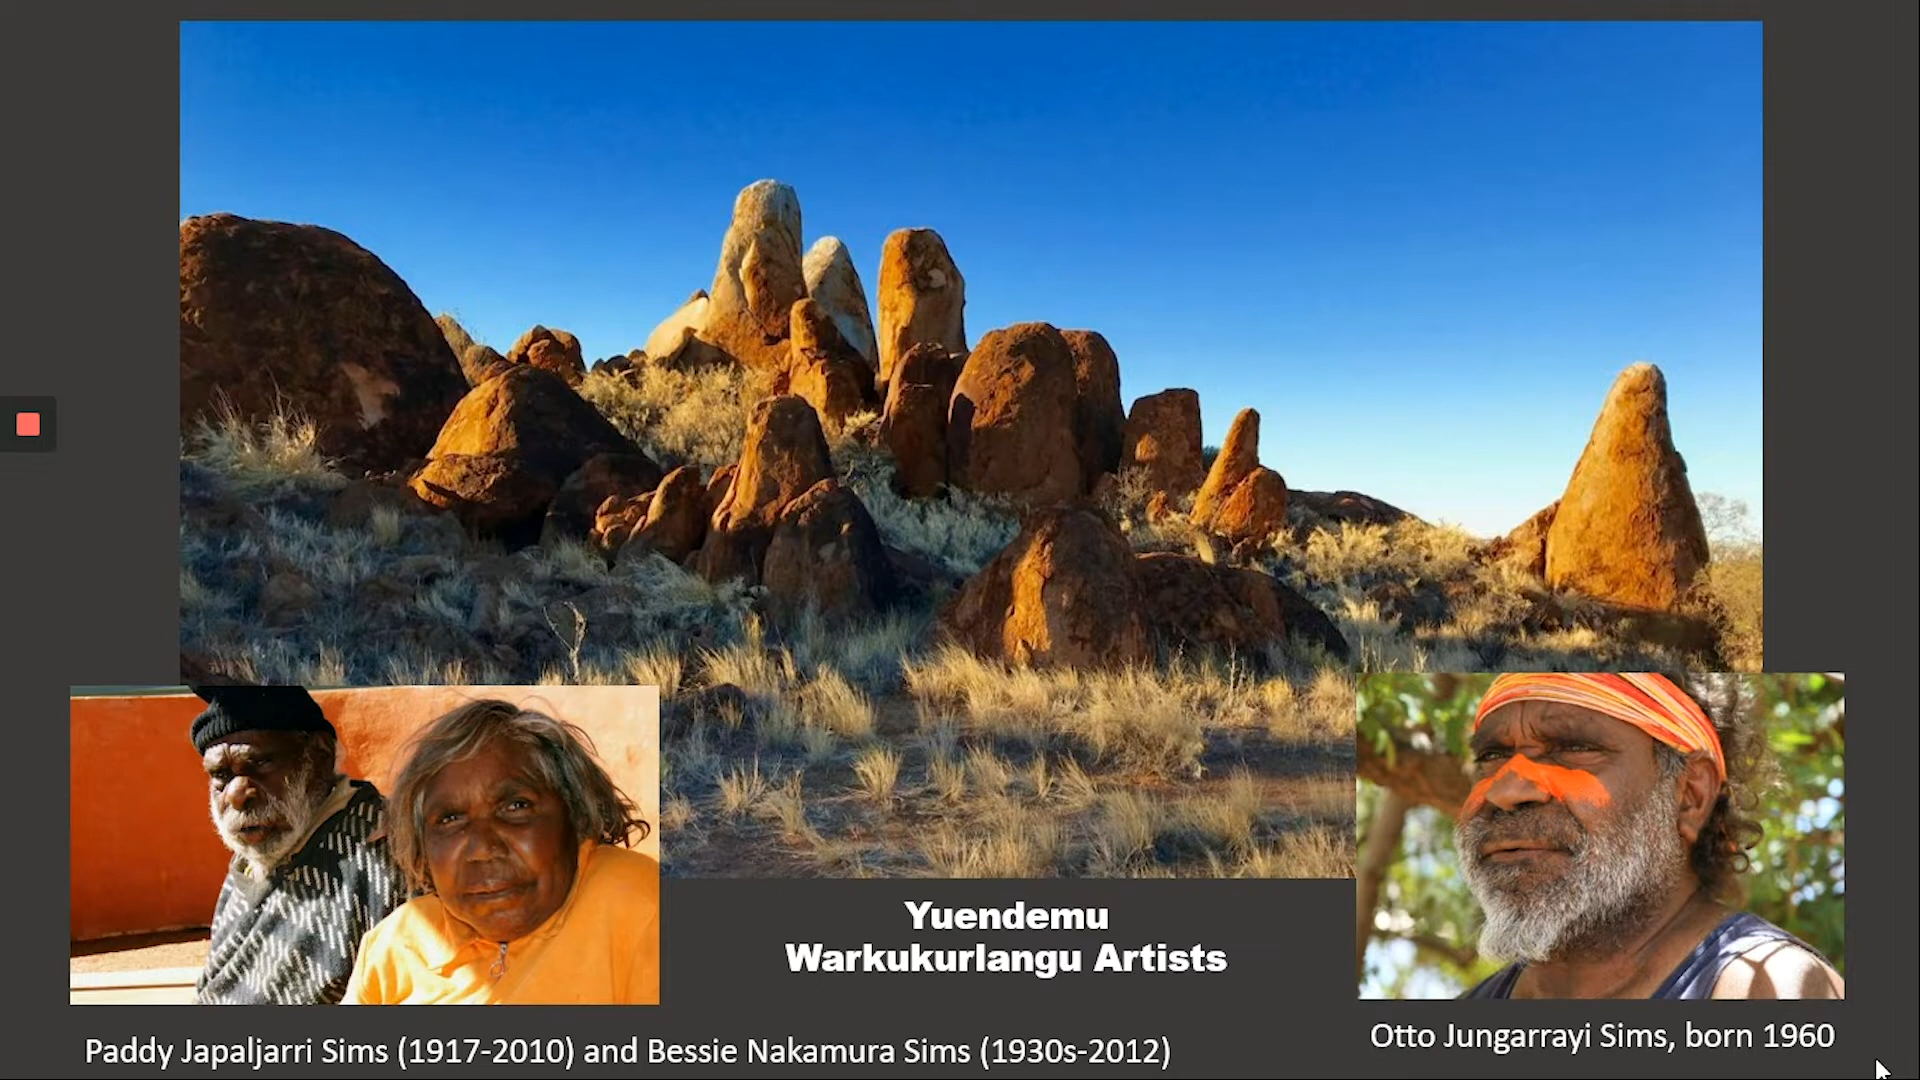 Yuendemu
Warkukurlangu Artists
Paddy Japaljarri Sims (1917-2010) and Bessie Nakamura Sims (1930s-2012)
Otto Jungarrayi Sims, born 1960